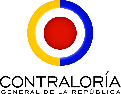 CONTRALORÍA
GENERAL DE LA REPÚBLICA